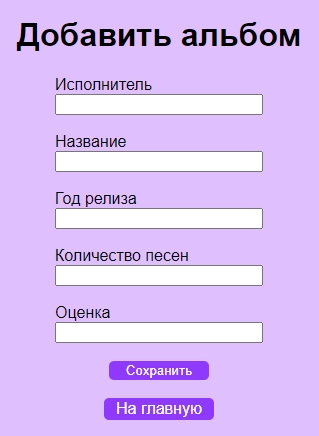 Добавить альбом
Исполнитель
Название
Год релиза
Количество песен
Оценка
Сохранить
На главную